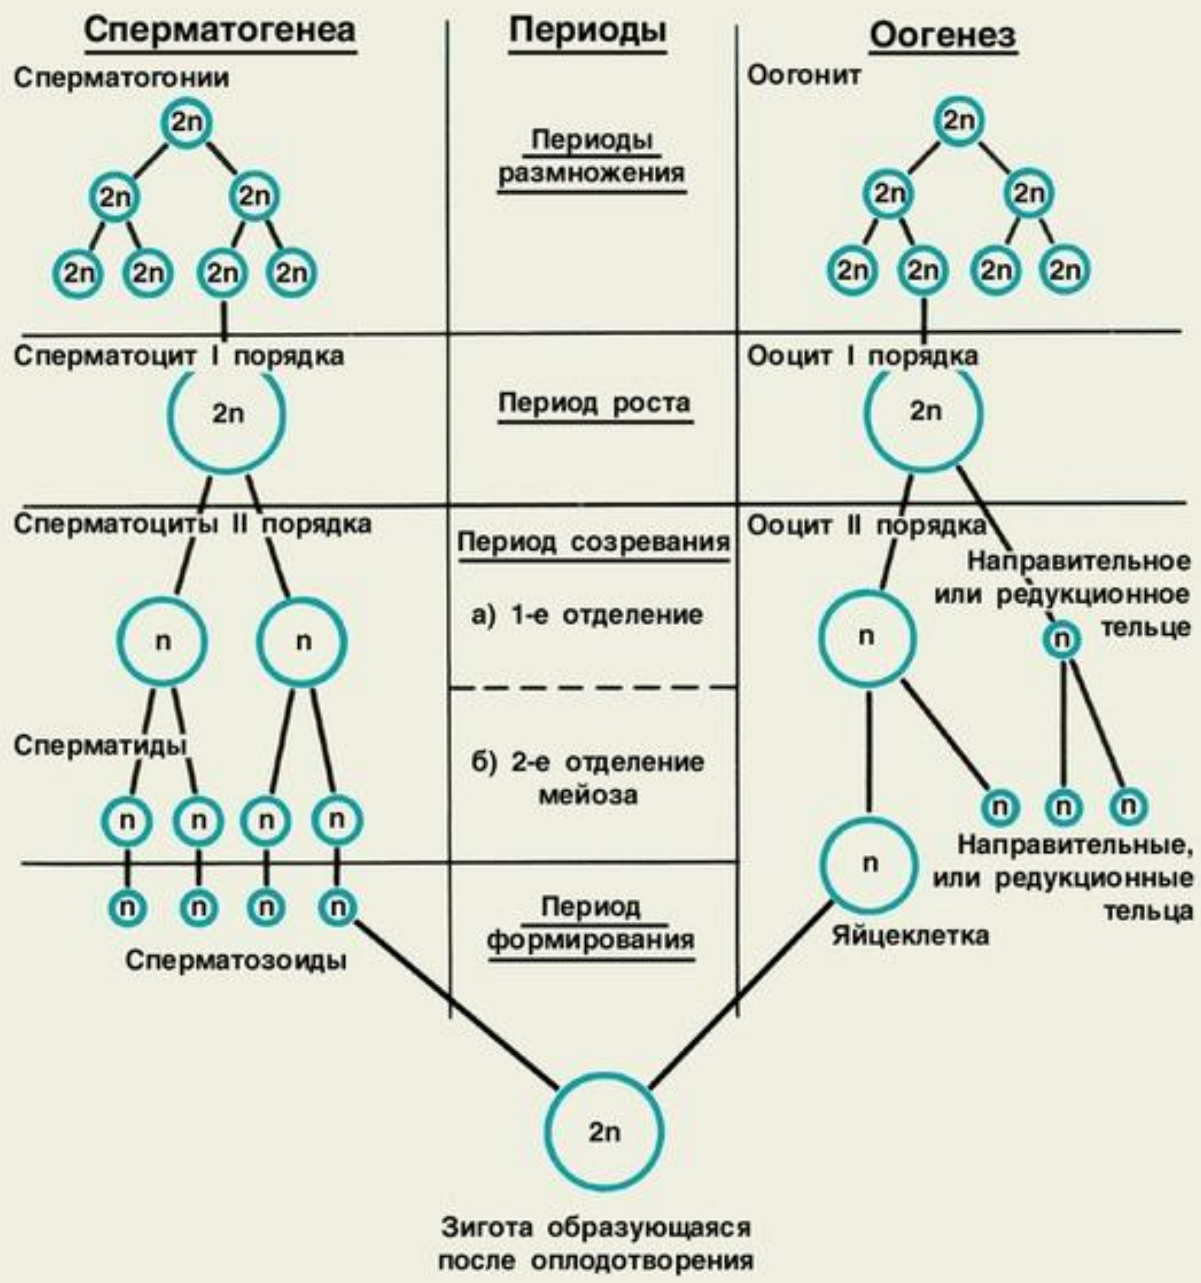 Сперматогенеа
Периоды
Оогенез
Сперматогонии
Оогонит
2n
2n
2n
2n
2n
2n
2n
Периоды
размножения
2n
2n
2n
2n
2n
2n
2n
Сперматоцит I порядка
2n
Период роста
Ооцит I порядка
2n
Сперматоциты II порядка
n
n
Период созревания
а) 1-е отделение
Ооцит II порядка
Направительное
или редукционное
тельце
n
n
Сперматиды
n
n
n
n
б) 2-е отделение
мейоза
n
n
n
Направительные,
или редукционные
тельца
n
Яйцеклетка
n
n
n
n
Сперматозоиды
Период
формирования
2n
Зигота образующаяся
после оплодотворения